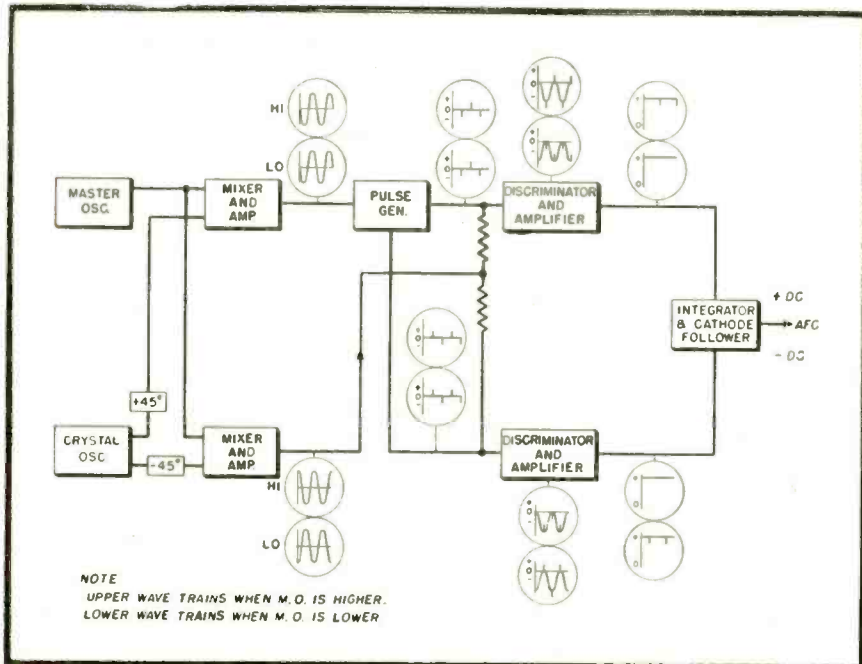 HI
LO
MASTER
OSC.
MIXER
AND
AMP.
PULSE
GEN.
DISCRIMINATOR
AND
AMPLIFIER
+ DC
INTEGRATOR
& CATHODE
FOLLOWER
AFC
- DC
+45°
CRYSTAL
OSC
-45°
MIXER
AND
AMP.
DISCRIMINATOR
AND
AMPLIFIER
HI
LO
NOTE
UPPER WAVE TRAINS WHEN M.O. IS HIGHER.
LOWER WAVE TRAINS WHEN M.O. IS LOWER